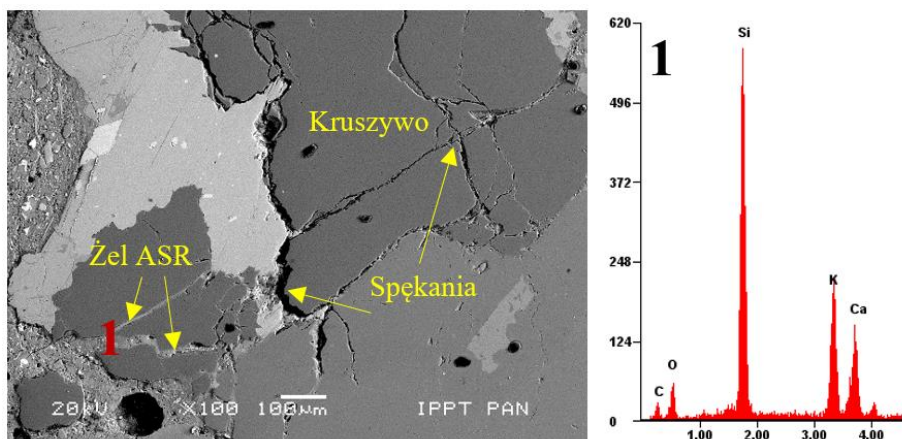 Kruszywo
Żel ASR
Spękania
1
20kU X100 100μm IPPT PAN
1
620
496
372
248
124
0
Si
K
Ca
O
C
1.00 2.00 3.00 4.00